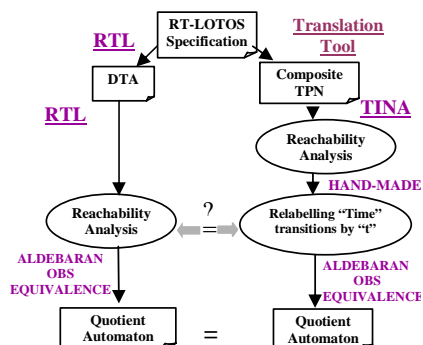 RTL
RT-LOTOS
Specification
Translation
Tool
DTA
Composite
TPN
RTL
TINA
Reachability
Analysis
HAND-MADE
Reachability
Analysis
?
=
Relabelling “Time”
transitions by “t”
ALDEBARAN
OBS
EQUIVALENCE
ALDEBARAN
OBS
EQUIVALENCE
Quotient
Automaton
=
Quotient
Automaton